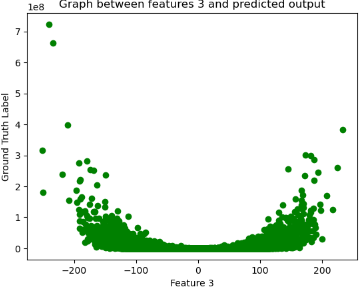 Graph between features 3 and predicted output
1e8
7
6
5
4
3
2
1
0
Ground Truth Label
−200 −100 0 100 200
Feature 3